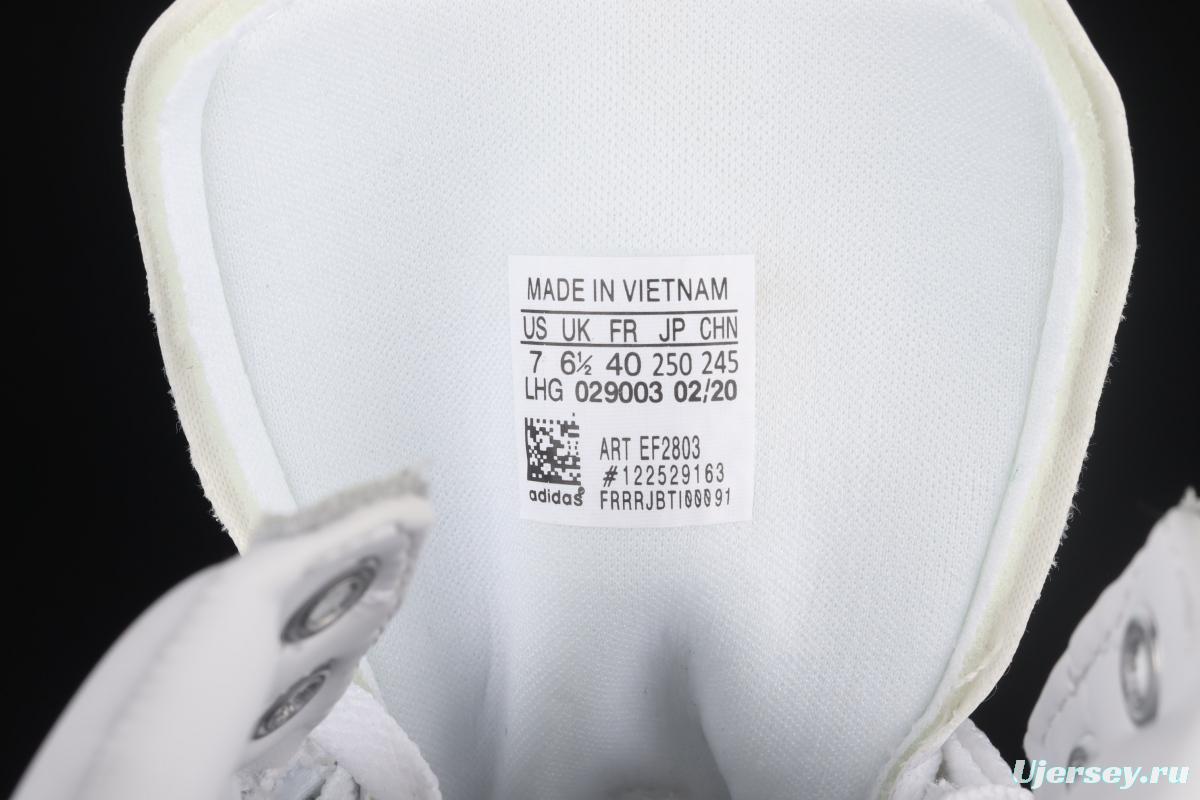 MADE IN VIETNAM
US UK FR JP CHN
7 6½ 40 250 245
LHG 029003 02/20
ART EF2803
#122529163
adidas® FRRRJBTI00091
Ujersey.ru